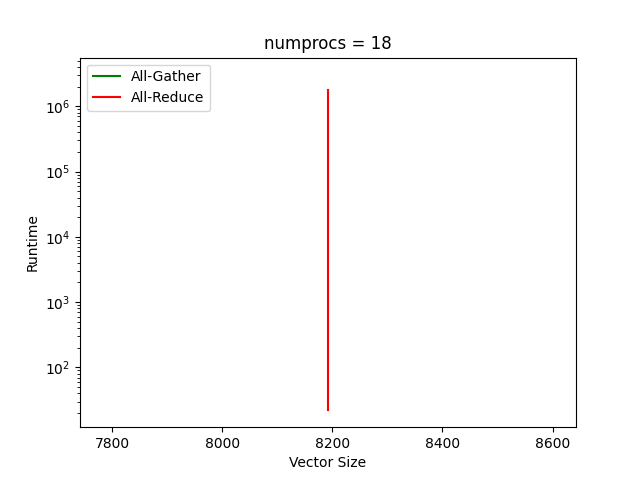 numprocs = 18
All-Gather
All-Reduce
10^6
10^5
10^4
10^3
10^2
Runtime
7800 8000 8200 8400 8600
Vector Size